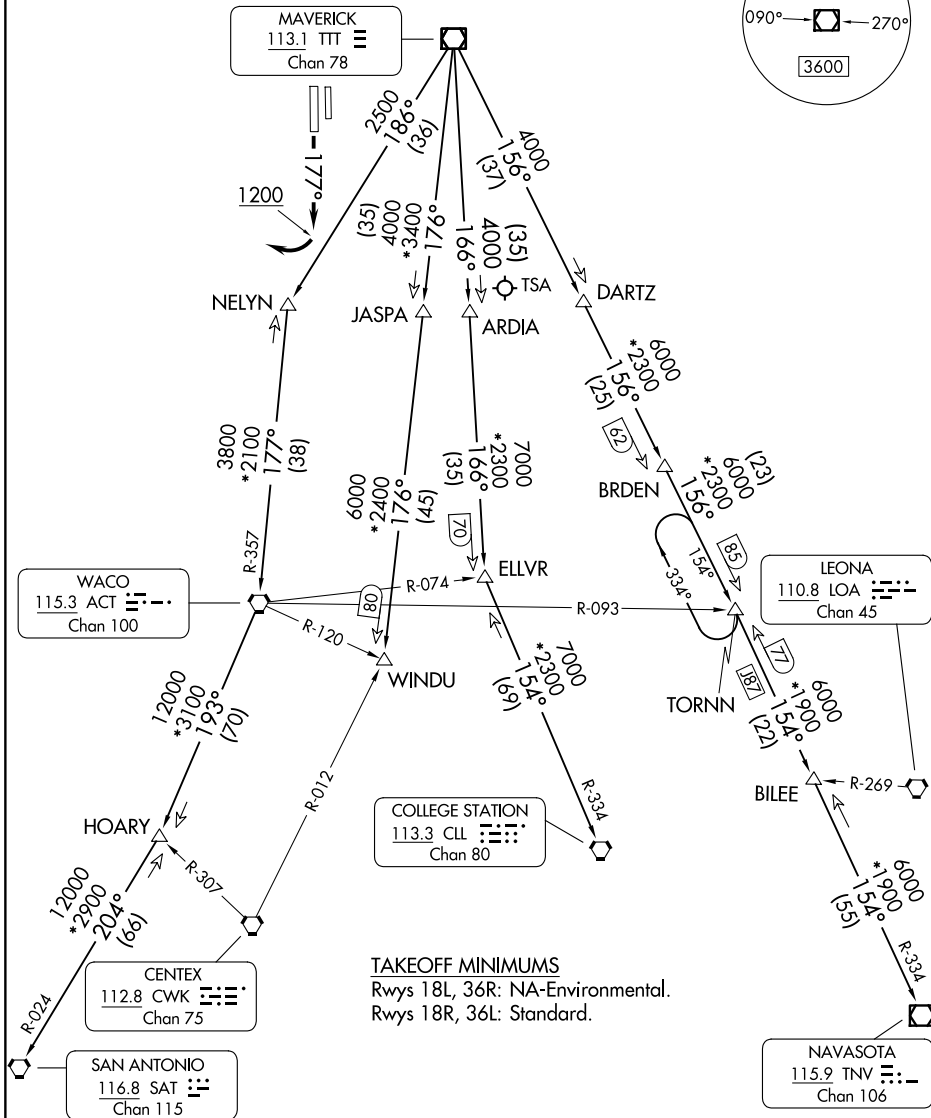 MAVERICK
113.1 TTT
Chan 78
090°
270°
3600
2500
186°
(36)
177°
1200
(35)
4000
*3400
176°
(35)
4000
166°
4000
156°
(37)
TSA
NELYN
JASPA
ARDIA
DARTZ
3800
*2100
177°
(38)
R-357
6000
*2400
176°
(45)
7000
*2300
166°
(35)
70
6000
*2300
156°
(25)
62
BRDEN
(23)
6000
*2300
156°
85
154°
334°
WACO
115.3 ACT
Chan 100
R-074
ELLVR
80
R-093
R-120
WINDU
LEONA
110.8 LOA
Chan 45
TORNN
77
J87
6000
*1900
154°
(22)
12000
*3100
193°
(70)
7000
*2300
154°
(69)
R-334
R-012
BILEE
R-269
HOARY
R-307
COLLEGE STATION
113.3 CLL
Chan 80
12000
*2900
204°
(66)
R-024
6000
*1900
154°
(55)
R-334
CENTEX
112.8 CWK
Chan 75
TAKEOFF MINIMUMS
Rwys 18L, 36R: NA-Environmental.
Rwys 18R, 36L: Standard.
SAN ANTONIO
116.8 SAT
Chan 115
NAVASOTA
115.9 TNV
Chan 106